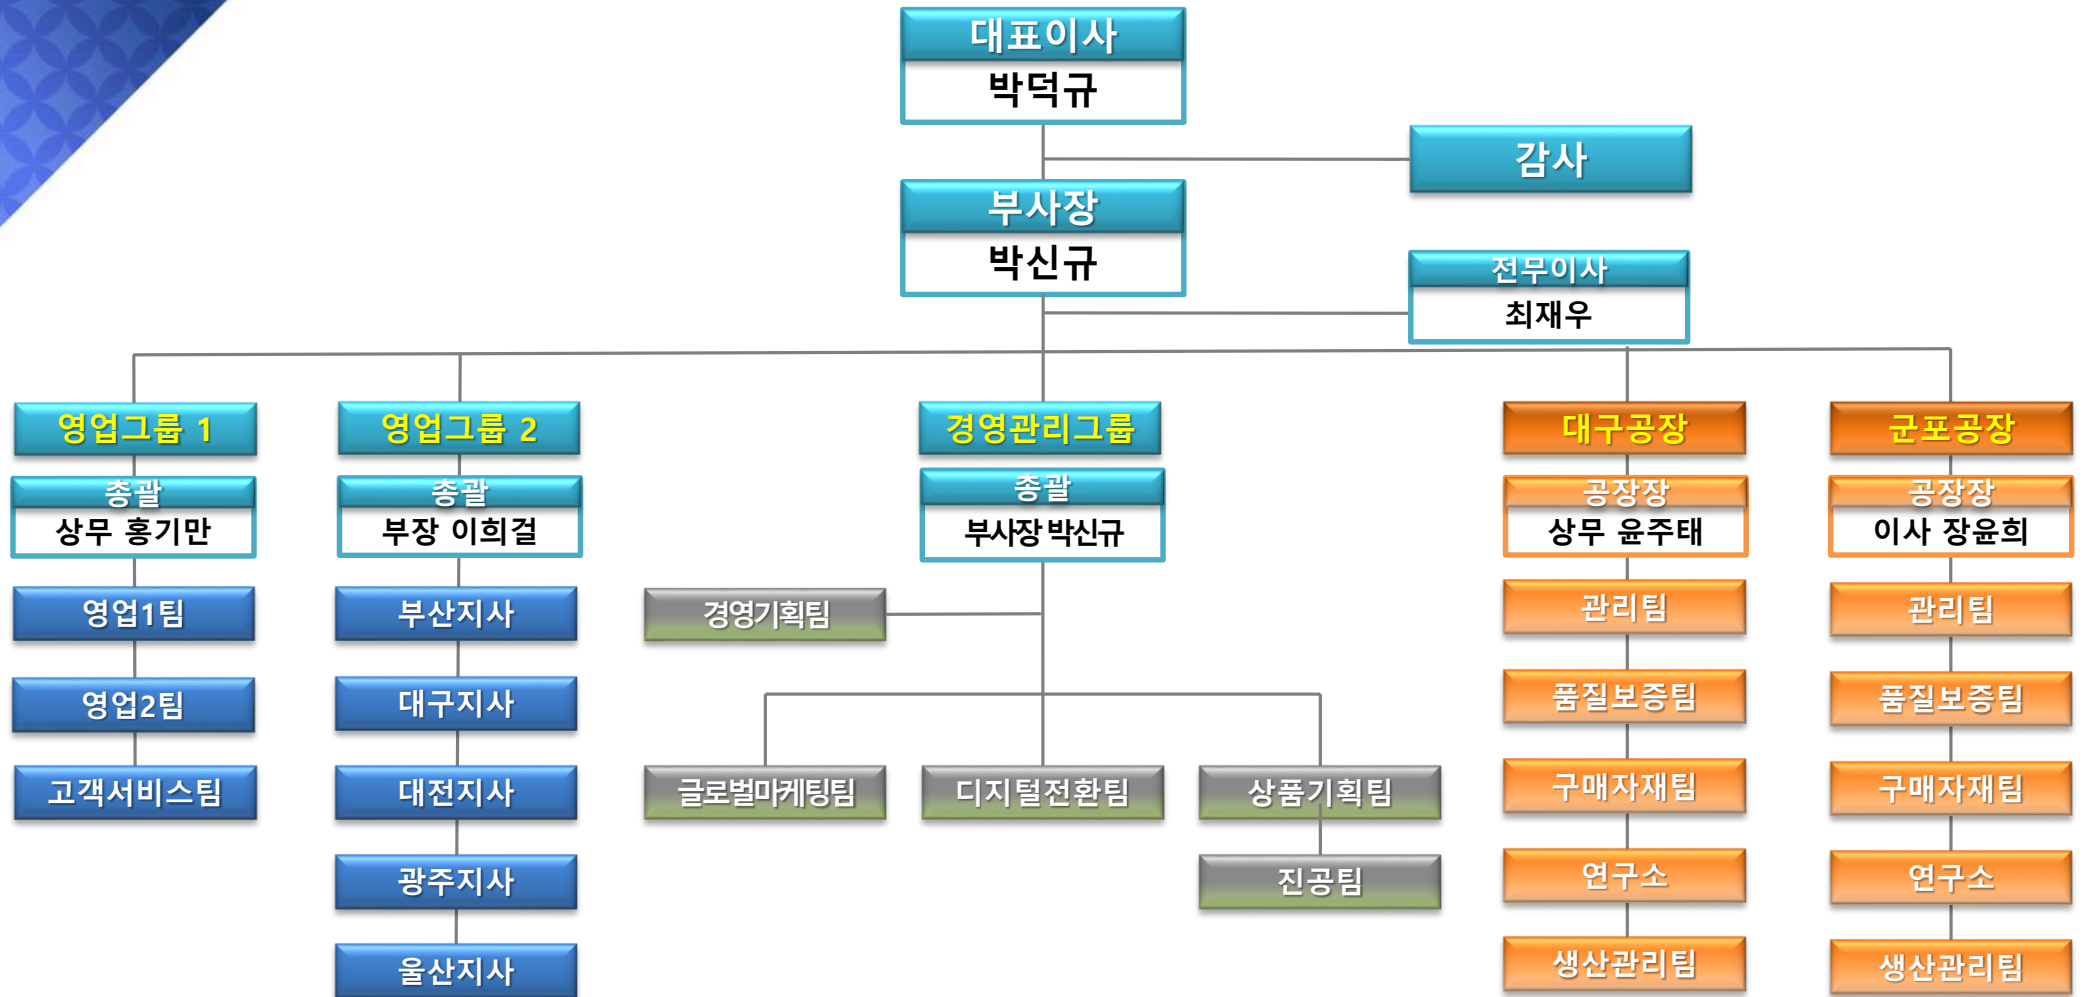 대표이사
박덕규
감사
부사장
박신규
전무이사
최재우
영업그룹 1
총괄
상무 홍기만
영업1팀
영업2팀
고객서비스팀
영업그룹 2
총괄
부장 이희걸
부산지사
대구지사
대전지사
광주지사
울산지사
경영관리그룹
총괄
부사장 박신규
경영기획팀
글로벌마케팅팀
디지털전환팀
상품기획팀
진공팀
대구공장
공장장
상무 윤주태
관리팀
품질보증팀
구매자재팀
연구소
생산관리팀
군포공장
공장장
이사 장윤희
관리팀
품질보증팀
구매자재팀
연구소
생산관리팀